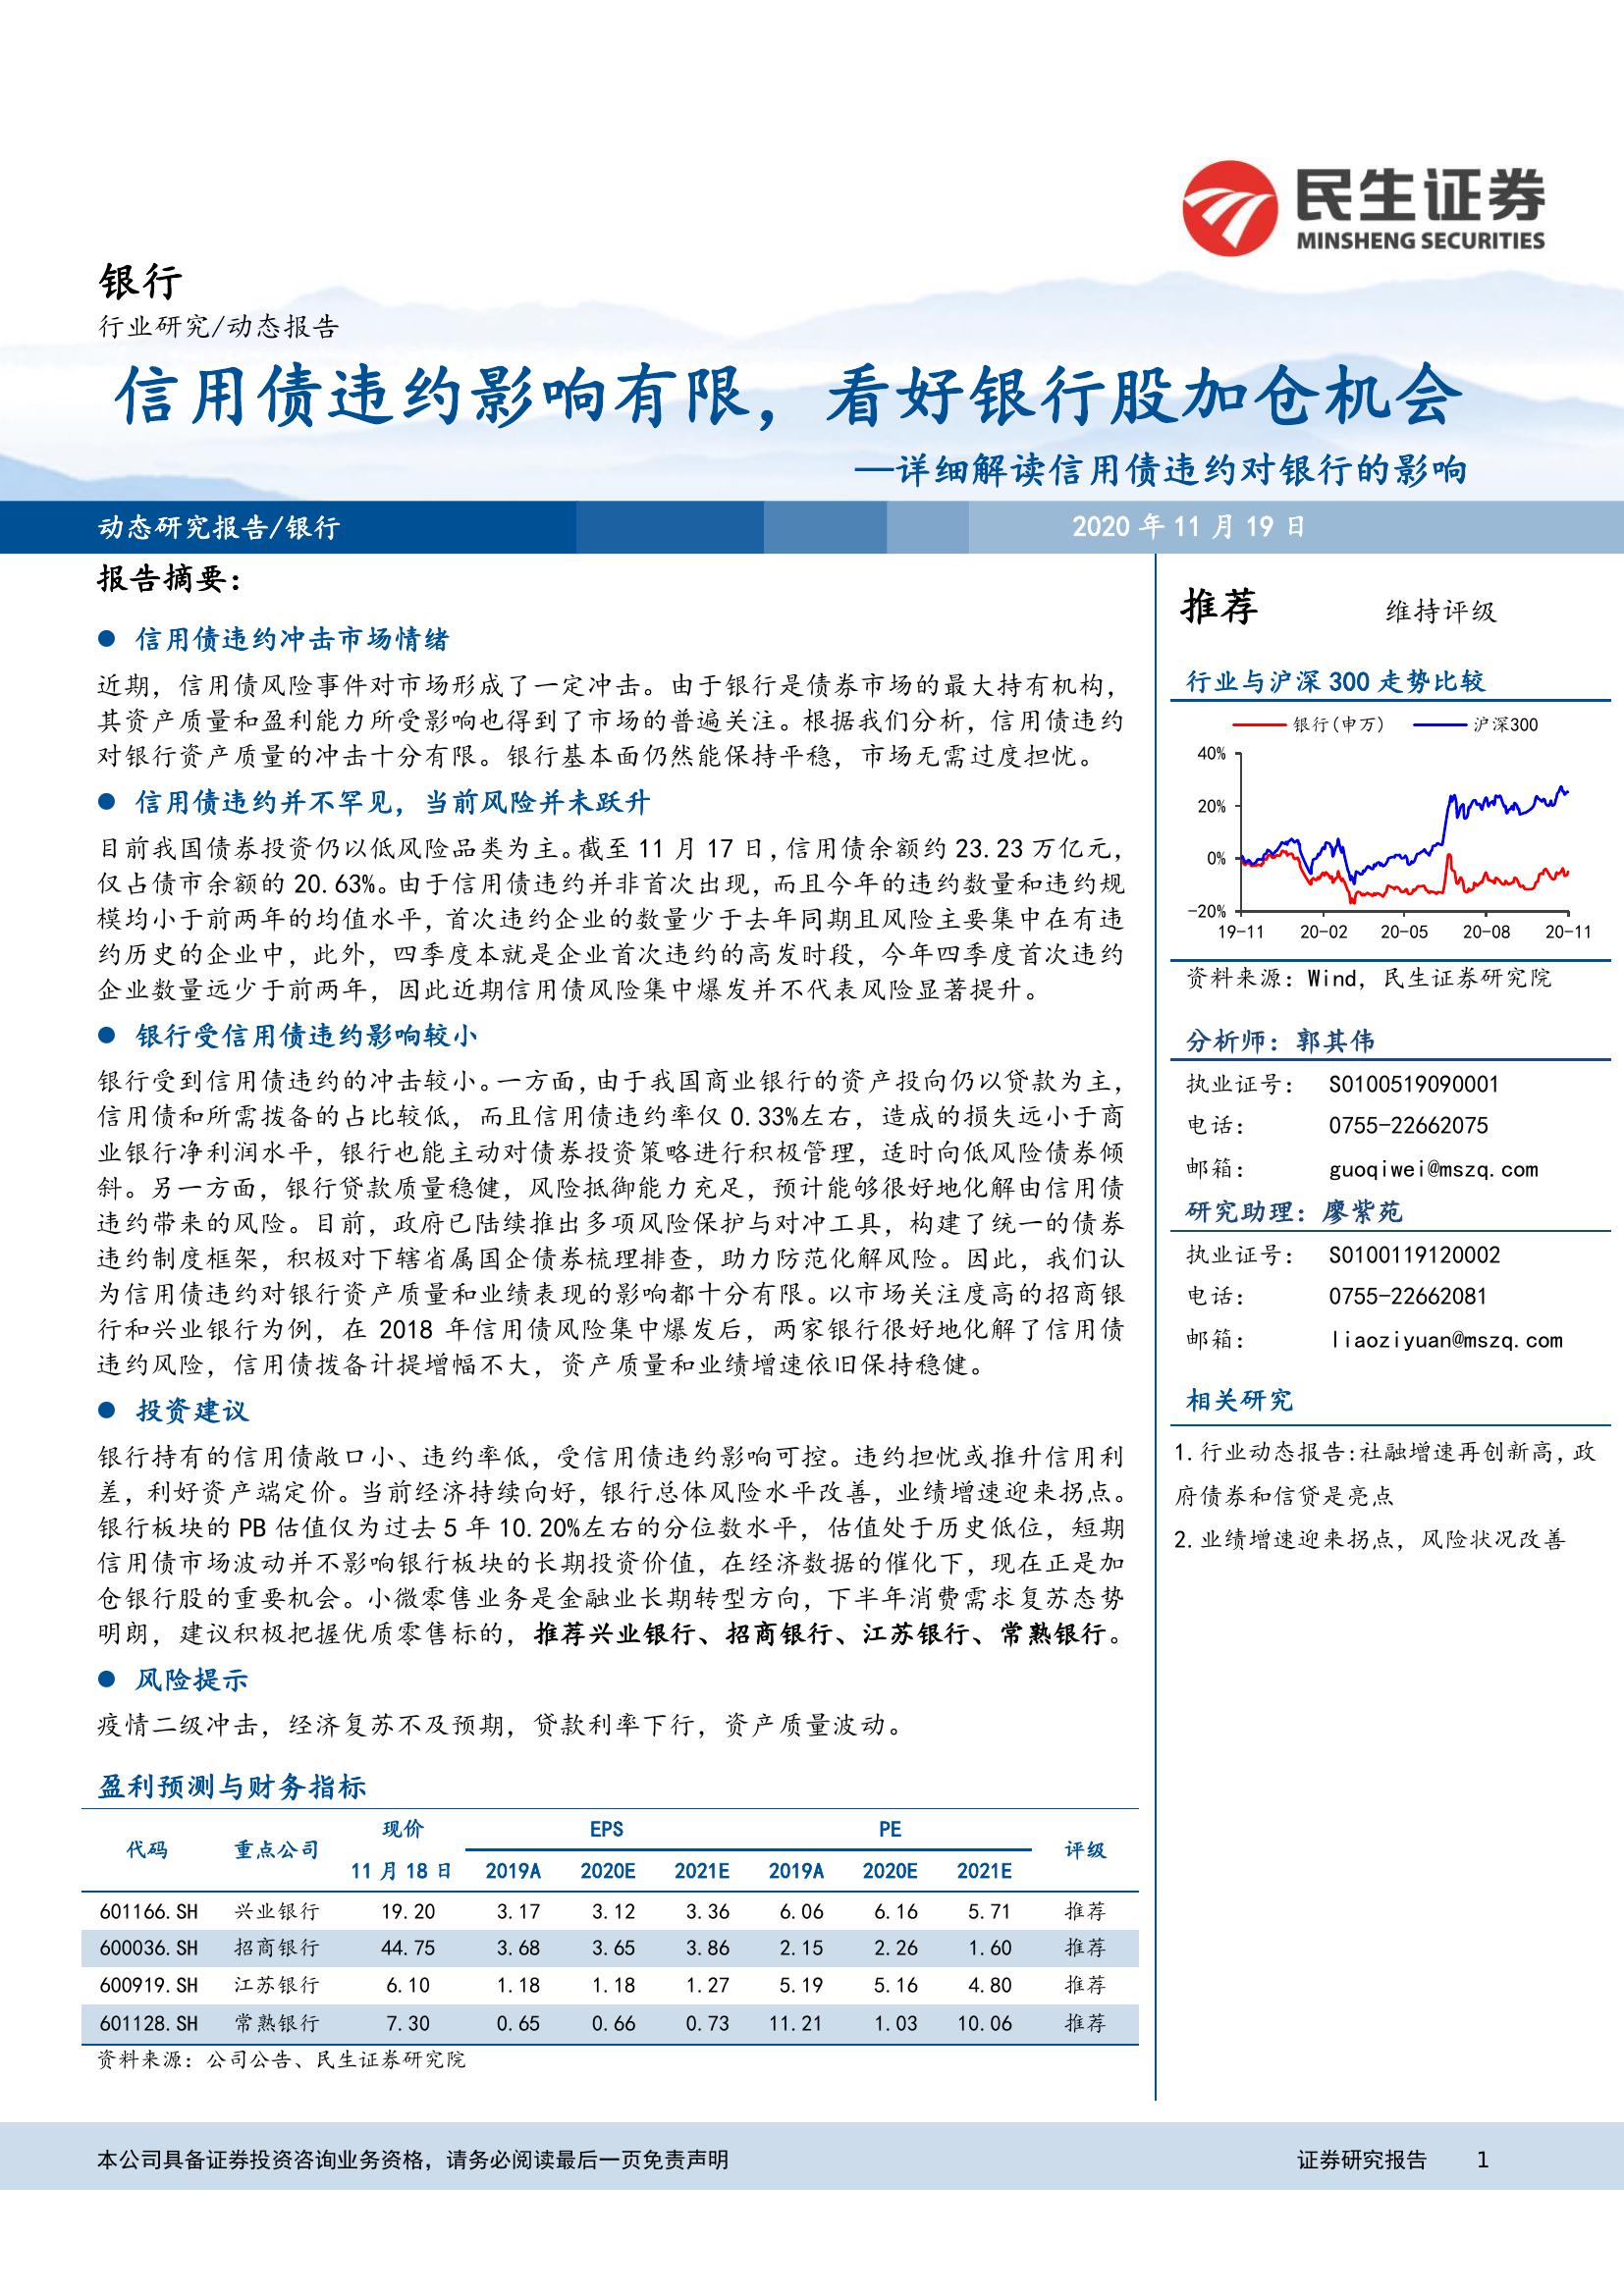 民生证券
MINSHENG SECURITIES
银行
行业研究/动态报告
信用债违约影响有限，看好银行股加仓机会
—详细解读信用债违约对银行的影响
动态研究报告/银行
2020 年 11 月 19 日
报告摘要：
● 信用债违约冲击市场情绪
近期，信用债风险事件对市场形成了一定冲击。由于银行是债券市场的最大持有机构，
其资产质量和盈利能力所受影响也得到了市场的普遍关注。根据我们分析，信用债违约
对银行资产质量的冲击十分有限。银行基本面仍然能保持平稳，市场无需过度担忧。
● 信用债违约并不罕见，当前风险并未跃升
目前我国债券投资仍以低风险品类为主。截至 11 月 17 日，信用债余额约 23.23 万亿元，
仅占债市余额的 20.63%。由于信用债违约并非首次出现，而且今年的违约数量和违约规
模均小于前两年的均值水平，首次违约企业的数量少于去年同期且风险主要集中在有违
约历史的企业中，此外，四季度本就是企业首次违约的高发时段，今年四季度首次违约
企业数量远少于前两年，因此近期信用债风险集中爆发并不代表风险显著提升。
● 银行受信用债违约影响较小
银行受到信用债违约的冲击较小。一方面，由于我国商业银行的资产投向仍以贷款为主，
信用债和所需拨备的占比较低，而且信用债违约率仅 0.33%左右，造成的损失远小于商
业银行净利润水平，银行也能主动对债券投资策略进行积极管理，适时向低风险债券倾
斜。另一方面，银行贷款质量稳健，风险抵御能力充足，预计能够很好地化解由信用债
违约带来的风险。目前，政府已陆续推出多项风险保护与对冲工具，构建了统一的债券
违约制度框架，积极对下辖省属国企债券梳理排查，助力防范化解风险。因此，我们认
为信用债违约对银行资产质量和业绩表现的影响都十分有限。以市场关注度高的招商银
行和兴业银行为例，在 2018 年信用债风险集中爆发后，两家银行很好地化解了信用债
违约风险，信用债拨备计提增幅不大，资产质量和业绩增速依旧保持稳健。
● 投资建议
银行持有的信用债敞口小、违约率低，受信用债违约影响可控。违约担忧或推升信用利
差，利好资产端定价。当前经济持续向好，银行总体风险水平改善，业绩增速迎来拐点。
银行板块的 PB 估值仅为过去 5 年 10.20%左右的分位数水平，估值处于历史低位，短期
信用债市场波动并不影响银行板块的长期投资价值，在经济数据的催化下，现在正是加
仓银行股的重要机会。小微零售业务是金融业长期转型方向，下半年消费需求复苏态势
明朗，建议积极把握优质零售标的，推荐兴业银行、招商银行、江苏银行、常熟银行。
● 风险提示
疫情二级冲击，经济复苏不及预期，贷款利率下行，资产质量波动。
盈利预测与财务指标
代码 重点公司 现价 EPS PE 评级
11 月 18 日 2019A 2020E 2021E 2019A 2020E 2021E
601166.SH 兴业银行 19.20 3.17 3.12 3.36 6.06 6.16 5.71 推荐
600036.SH 招商银行 44.75 3.68 3.65 3.86 2.15 2.26 1.60 推荐
600919.SH 江苏银行 6.10 1.18 1.18 1.27 5.19 5.16 4.80 推荐
601128.SH 常熟银行 7.30 0.65 0.66 0.73 11.21 1.03 10.06 推荐
资料来源：公司公告、民生证券研究院
推荐 维持评级
行业与沪深 300 走势比较
银行(申万) 沪深300
40%
20%
0%
-20%
19-11 20-02 20-05 20-08 20-11
资料来源：Wind，民生证券研究院
分析师：郭其伟
执业证号： S0100519090001
电话： 0755-22662075
邮箱： guoqiwei@mszq.com
研究助理：廖紫苑
执业证号： S0100119120002
电话： 0755-22662081
邮箱： liaoziyuan@mszq.com
相关研究
1.行业动态报告:社融增速再创新高,政
府债券和信贷是亮点
2.业绩增速迎来拐点，风险状况改善
本公司具备证券投资咨询业务资格，请务必阅读最后一页免责声明
证券研究报告 1